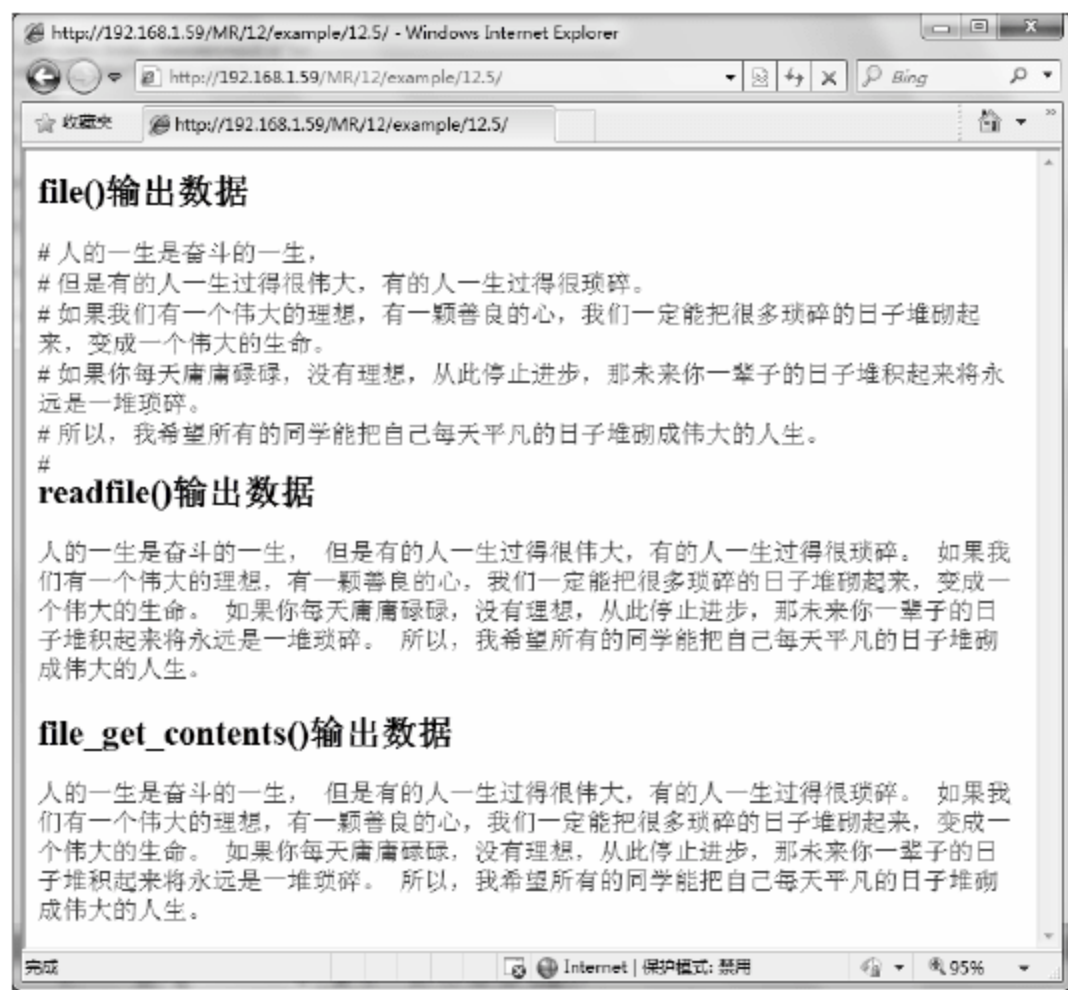 http://192.168.1.59/MR/12/example/12.5/ - Windows Internet Explorer
http://192.168.1.59/MR/12/example/12.5/
Bing
收藏夹
http://192.168.1.59/MR/12/example/12.5/
file()输出数据
# 人的一生是奋斗的一生，
# 但是有的人一生过得很伟大，有的人一生过得很琐碎。
# 如果我们有一个伟大的理想，有一颗善良的心，我们一定能把很多琐碎的日子堆砌起
来，变成一个伟大的生命。
# 如果你每天庸庸碌碌，没有理想，从此停止进步，那未来你一辈子的日子堆积起来将永
远是一堆琐碎。
# 所以，我希望所有的同学能把自己每天平凡的日子堆砌成伟大的人生。
#
readfile()输出数据
人的一生是奋斗的一生， 但是有的人一生过得很伟大，有的人一生过得很琐碎。 如果我
们有一个伟大的理想，有一颗善良的心，我们一定能把很多琐碎的日子堆砌起来，变成一
个伟大的生命。 如果你每天庸庸碌碌，没有理想，从此停止进步，那未来你一辈子的日
子堆积起来将永远是一堆琐碎。 所以，我希望所有的同学能把自己每天平凡的日子堆砌
成伟大的人生。
file_get_contents()输出数据
人的一生是奋斗的一生， 但是有的人一生过得很伟大，有的人一生过得很琐碎。 如果我
们有一个伟大的理想，有一颗善良的心，我们一定能把很多琐碎的日子堆砌起来，变成一
个伟大的生命。 如果你每天庸庸碌碌，没有理想，从此停止进步，那未来你一辈子的日
子堆积起来将永远是一堆琐碎。 所以，我希望所有的同学能把自己每天平凡的日子堆砌
成伟大的人生。
完成
Internet | 保护模式: 禁用
95%